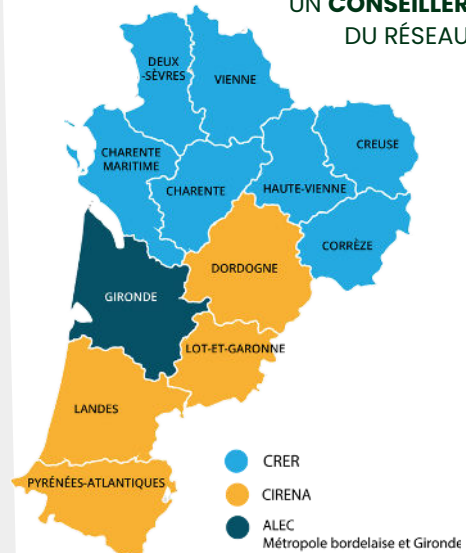 UN CONSEILLER
DU RÉSEAU
DEUX
-SÈVRES
VIENNE
CHARENTE
MARITIME
CHARENTE
HAUTE-VIENNE
CREUSE
CORRÈZE
DORDOGNE
GIRONDE
LOT-ET-GARONNE
LANDES
PYRÉNÉES-ATLANTIQUES
CRER
CIRENA
ALEC
Métropole bordelaise et Gironde